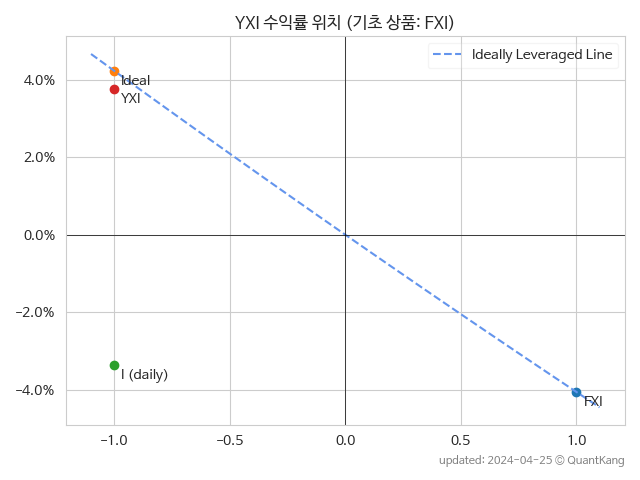 YXI 수익률 위치 (기초 상품: FXI)
Ideally Leveraged Line
4.0%
2.0%
0.0%
−2.0%
−4.0%
Ideal
YXI
I (daily)
FXI
−1.0
−0.5
0.0
0.5
1.0
updated: 2024-04-25 © QuantKang